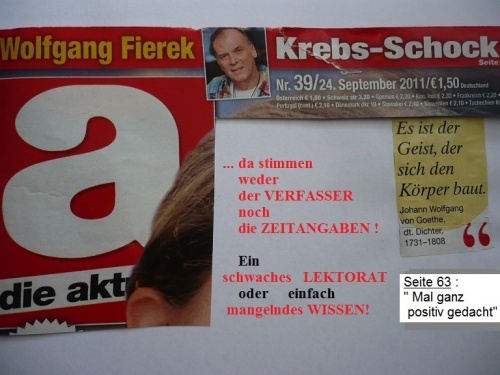 Wolfgang Fierek
Krebs-Schock
Seite
Nr. 39/24. September 2011/€1,50 Deutschland
a
die akt
... da stimmen
weder
der VERFASSER
noch
die ZEITANGABEN !
Ein
schwaches LEKTORAT
oder einfach
mangelndes WISSEN!
Es ist der
Geist, der
sich den
Körper baut.
Johann Wolfgang
von Goethe,
dt. Dichter,
1731–1808
Seite 63 :
" Mal ganz
positiv gedacht"